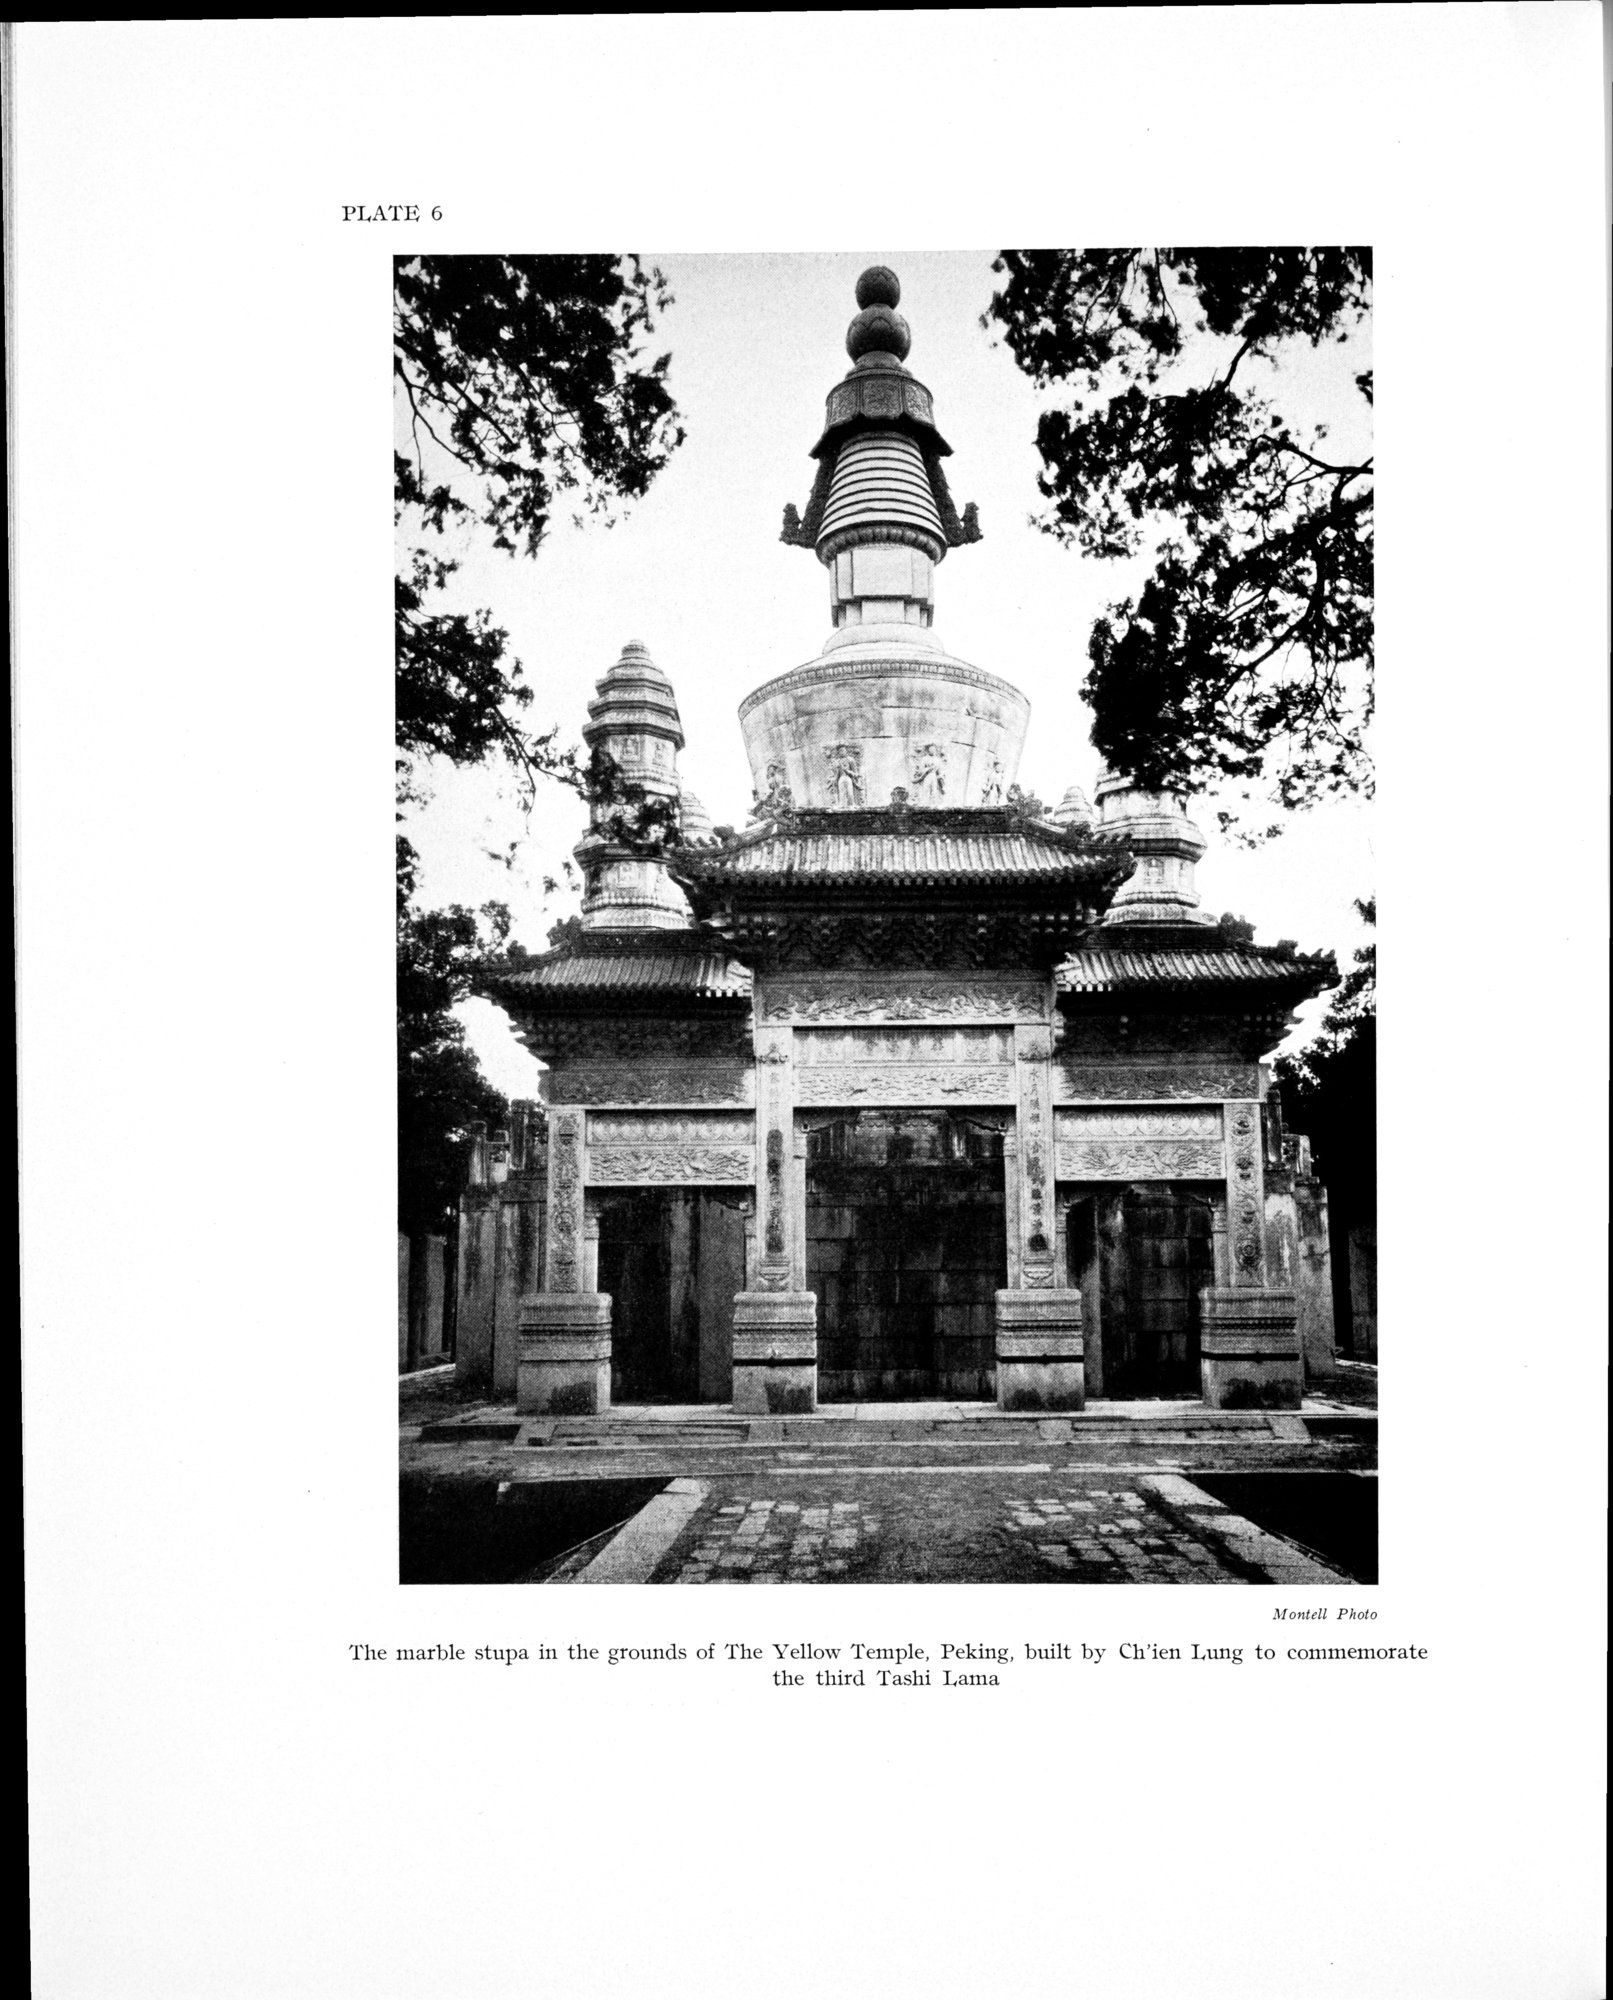 PLATE 6
Montell Photo
The marble stupa in the grounds of The Yellow Temple, Peking, built by Ch'ien Lung to commemorate
the third Tashi Lama